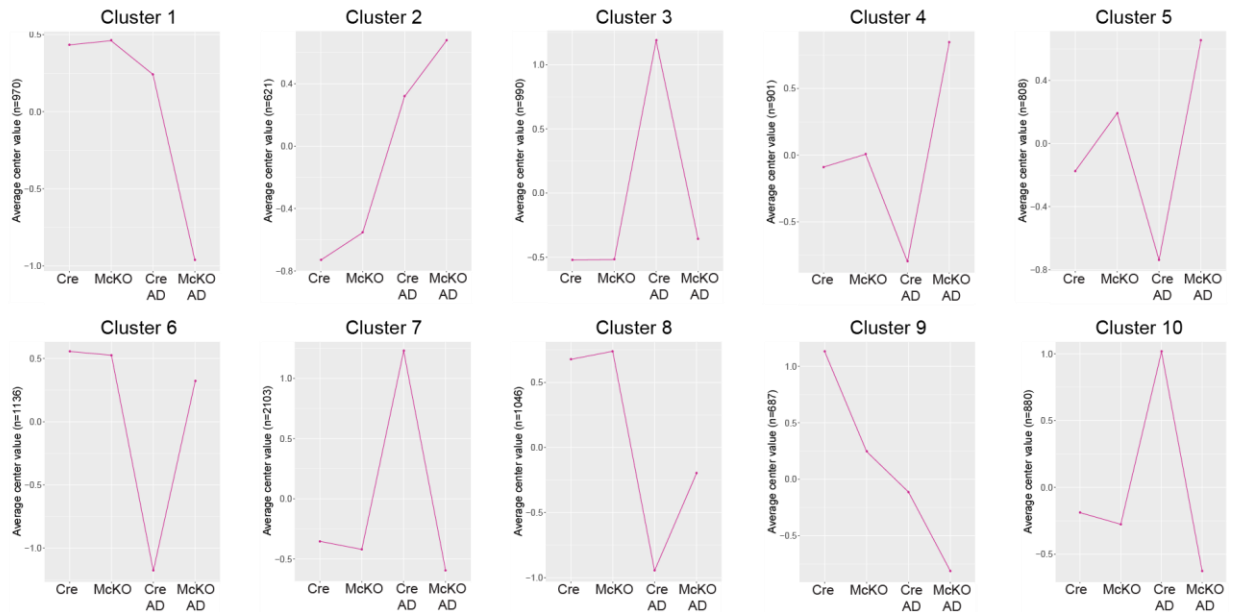 Cluster 1
Average center value (n=970)
0.5
0.0
−0.5
−1.0
Cre
McKO
Cre
AD
McKO
AD
Cluster 2
Average center value (n=621)
0.4
0.0
−0.4
−0.8
Cre
McKO
Cre
AD
McKO
AD
Cluster 3
Average center value (n=990)
1.0
0.5
0.0
−0.5
Cre
McKO
Cre
AD
McKO
AD
Cluster 4
Average center value (n=901)
0.5
0.0
−0.5
Cre
McKO
Cre
AD
McKO
AD
Cluster 5
Average center value (n=808)
0.4
0.0
−0.4
−0.8
Cre
McKO
Cre
AD
McKO
AD
Cluster 6
Average center value (n=1136)
0.5
0.0
−0.5
−1.0
Cre
McKO
Cre
AD
McKO
AD
Cluster 7
Average center value (n=2103)
1.0
0.5
0.0
−0.5
Cre
McKO
Cre
AD
McKO
AD
Cluster 8
Average center value (n=1046)
0.5
0.0
−0.5
−1.0
Cre
McKO
Cre
AD
McKO
AD
Cluster 9
Average center value (n=687)
1.0
0.5
0.0
−0.5
Cre
McKO
Cre
AD
McKO
AD
Cluster 10
Average center value (n=880)
1.0
0.5
0.0
−0.5
Cre
McKO
Cre
AD
McKO
AD